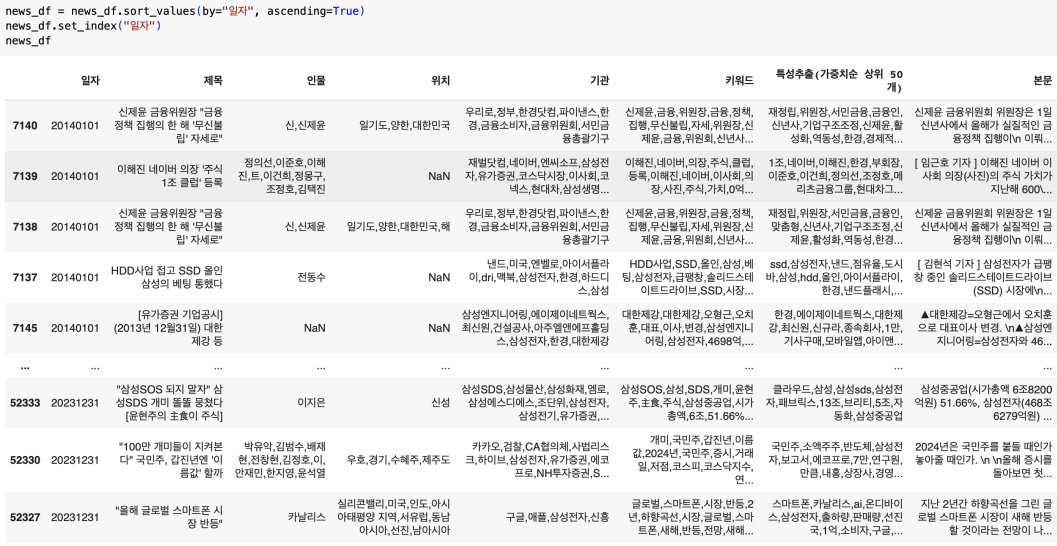 news_df = news_df.sort_values(by="일자", ascending=True)
news_df.set_index("일자")
news_df
일자 제목 인물 위치 기관 키워드 특성추출(가중치순 상위 50개) 본문
7140 20140101 신제윤 금융위원장 "금융정책 집행의 한 해 '무신불립' 자세로" 신,신제윤 일기도,양한,대한민국 우리로,정부,한경닷컴,파이낸스,한경,금융소비자,금융위원회,서민금융총괄기구 신제윤,금융,위원장,금융,정책,집행,무신불립,자세,위원장,신제윤,금융,위원회,신년사... 재정립,위원장,서민금융,금융인,신년사,기업구조조정,신제윤,활성화,역동성,한경,경제적... 신제윤 금융위원회 위원장은 1일 신년사에서 올해가 실질적인 금융정책 집행이\n 이뤄...
7139 20140101 이해진 네이버 의장 '주식 1조 클럽' 등록 정의선,이준호,이해진,트,이건희,정몽구,조정호,김택진 NaN 재벌닷컴,네이버,엔씨소프,삼성전자,유가증권,코스닥시장,이사회,코넥스,현대차,삼성생명... 이해진,네이버,의장,주식,클럽,등록,이해진,네이버,이사회,의장,사진,주식,가치,0억... 1조,네이버,이해진,한경,부회장,이준호,이건희,정의선,조정호,메리츠금융그룹,현대차그... [ 임근호 기자 ] 이해진 네이버 이사회 의장(사진)의 주식 가치가 지난해 600\...
7138 20140101 신제윤 금융위원장 "금융정책 집행의 한 해 '무신불립' 자세로" 신,신제윤 일기도,양한,대한민국,해 우리로,정부,한경닷컴,파이낸스,한경,금융소비자,금융위원회,서민금융총괄기구 신제윤,금융,위원장,금융,정책,집행,무신불립,자세,위원장,신제윤,금융,위원회,신년사... 재정립,위원장,서민금융,금융인,맞춤형,신년사,기업구조조정,신제윤,활성화,역동성,한경... 신제윤 금융위원회 위원장은 1일 신년사에서 올해가 실질적인 금융정책 집행이\n 이뤄...
7137 20140101 HDD사업 접고 SSD 올인 삼성의 베팅 통했다 전동수 NaN 낸드,미국,엔벨로,아이서플라이,dri,맥북,삼성전자,한경,하드디스,삼성 HDD사업,SSD,올인,삼성,베팅,삼성전자,급팽창,솔리드스테이트드라이브,SSD,시장... ssd,삼성전자,낸드,점유율,도시바,삼성,hdd,올인,아이서플라이,한경,낸드플래시,... [ 김현석 기자 ] 삼성전자가 급팽창 중인 솔리드스테이트드라이브(SSD) 시장에\n...
7145 20140101 [유가증권 기업공시] (2013년 12월31일) 대한제강 등 NaN NaN 삼성엔지니어링,에이제이네트웍스,최신원,건설공사,아주엘앤에프홀딩스,삼성전자,한경,대한제강 대한제강,대한제강,오형근,오치훈,대표,이사,변경,삼성엔지니어링,삼성전자,4698억,... 한경,에이제이네트웍스,대한제강,최신원,신규라,종속회사,1만,기사구매,모바일앱,아이앤... ▲대한제강=오형근에서 오치훈으로 대표이사 변경. \n▲삼성엔지니어링=삼성전자와 46...
... ... ... ... ... ... ... ... ...
52333 20231231 "삼성SOS 되지 말자" 삼성SDS 개미 똘똘 뭉쳤다 [윤현주의 主食이 주식] 이지은 신성 삼성SDS,삼성물산,삼성화재,엠로,삼성에스디에스,조단위,삼성전자,삼성전기,유가증권,... 삼성SOS,삼성,SDS,개미,윤현주,主食,주식,삼성중공업,시가총액,6조,51.66%... 클라우드,삼성,삼성sds,삼성전자,패브릭스,13조,브리티,5조,자동화,삼성중공업 삼성중공업(시가총액 6조8200억원) 51.66%, 삼성전자(468조6279억원) ...
52330 20231231 "100만 개미들이 지켜본다" 국민주, 갑진년엔 '이름값' 할까 박유악,김범수,배재현,전창현,김정호,이,안재민,한지영,윤석열 우호,경기,수혜주,제주도 카카오,검찰,CA협의체,사법리스크,하이브,삼성전자,유가증권,에코프로,NH투자증권,S... 개미,국민주,갑진년,이름값,2024년,국민주,증시,거래일,저점,코스피,코스닥지수,연... 국민주,소액주주,반도체,삼성전자,보고서,에코프로,7만,연구원,만큼,내홍,상장사,경영... 2024년은 국민주를 붙들 때인가 놓아줄 때인가. \n \n올해 증시를 돌아보면 첫...
52327 20231231 "올해 글로벌 스마트폰 시장 반등" 카날리스 실리콘밸리,미국,인도,아시아태평양 지역,서유럽,동남아시아,선진,남아시아 구글,애플,삼성전자,신흥 글로벌,스마트폰,시장,반등,2년,하향곡선,시장,글로벌,스마트폰,새해,반등,전망,새해... 스마트폰,카날리스,ai,온디바이스,삼성전자,출하량,판매량,선진국,1억,소비자,구글,... 지난 2년간 하향곡선을 그린 글로벌 스마트폰 시장이 새해 반등할 것이라는 전망이 나...